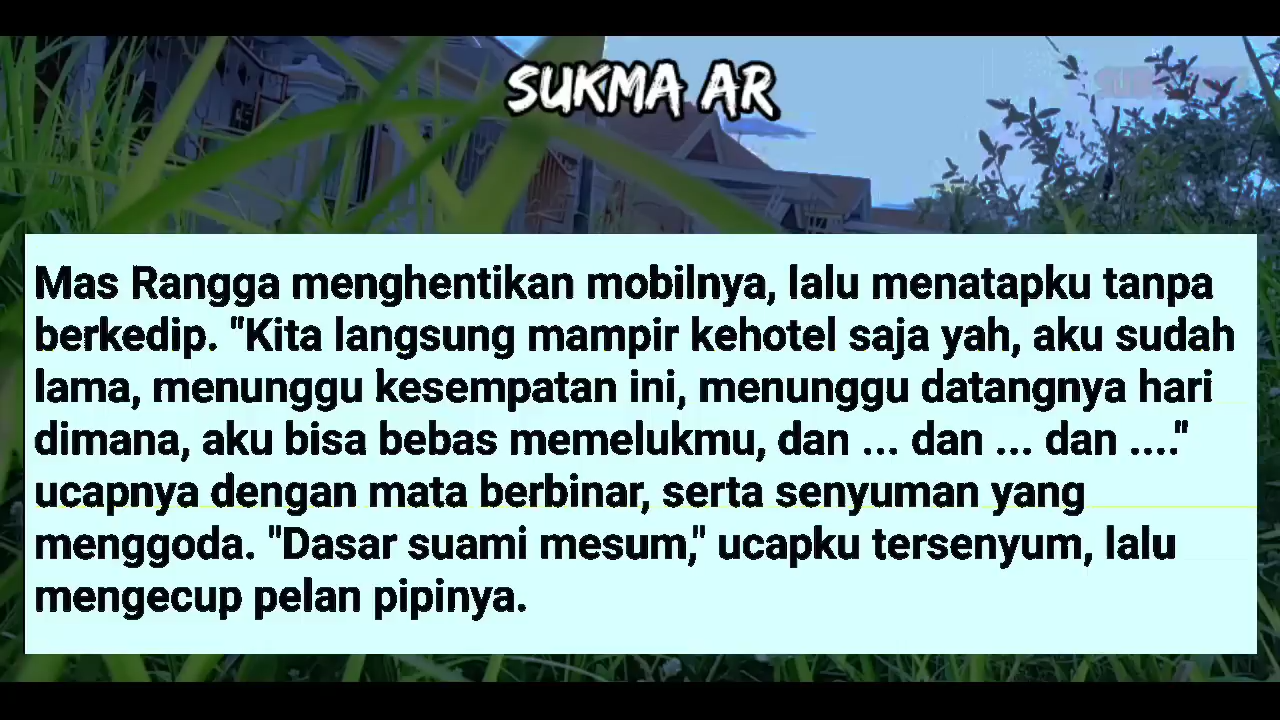 SUKMA AR
Mas Rangga menghentikan mobilnya, lalu menatapku tanpa
berkedip. "Kita langsung mampir kehotel saja yah, aku sudah
lama, menunggu kesempatan ini, menunggu datangnya hari
dimana, aku bisa bebas memelukmu, dan ... dan ... dan ...."
ucapnya dengan mata berbinar, serta senyuman yang
menggoda. "Dasar suami mesum," ucapku tersenyum, lalu
mengecup pelan pipinya.